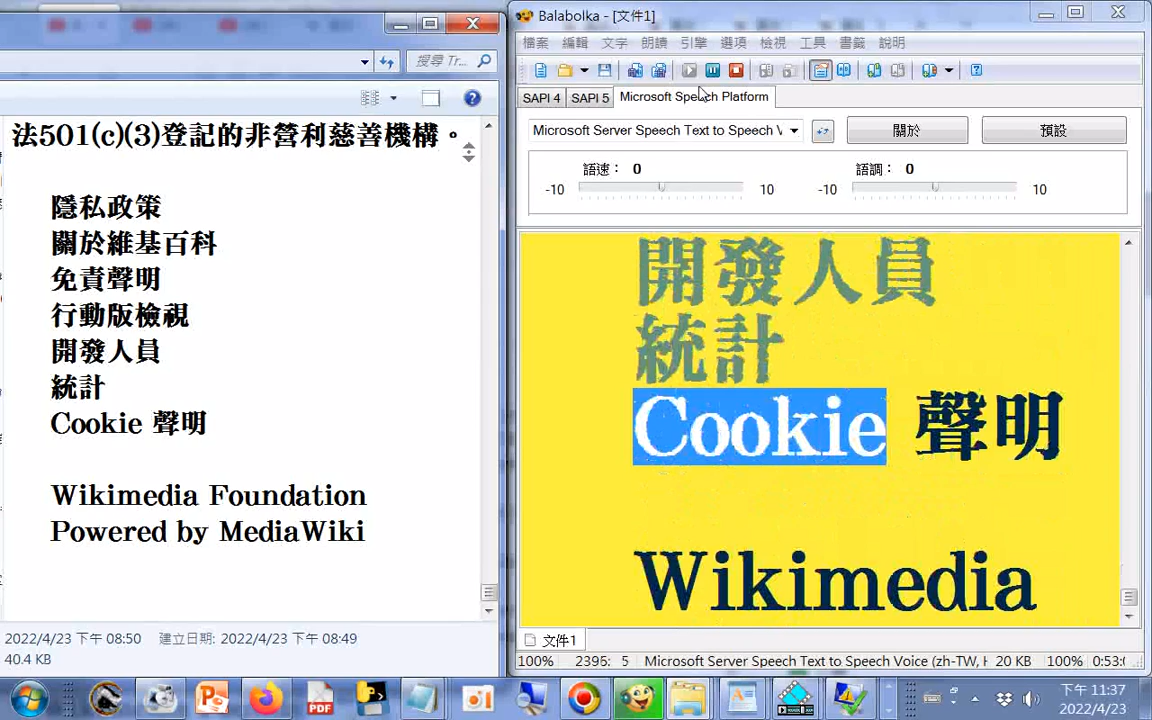 搜尋 Tr...
法501(c)(3)登記的非營利慈善機構。
隱私政策
關於維基百科
免責聲明
行動版檢視
開發人員
統計
Cookie 聲明
Wikimedia Foundation
Powered by MediaWiki
2022/4/23 下午 08:50 建立日期: 2022/4/23 下午 08:49
40.4 KB
Balabolka - [文件1]
檔案 編輯 文字 朗讀 引擎 選項 檢視 工具 書籤 說明
SAPI 4 SAPI 5 Microsoft Speech Platform
Microsoft Server Speech Text to Speech V 關於 預設
語速： 0 語調： 0
-10 10 -10 10
開發人員
統計
Cookie 聲明
Wikimedia
文件1
100% 2395: 5 Microsoft Server Speech Text to Speech Voice (zh-TW, H 20 KB 100% 0:53:0
PDF
下午 11:37
2022/4/23